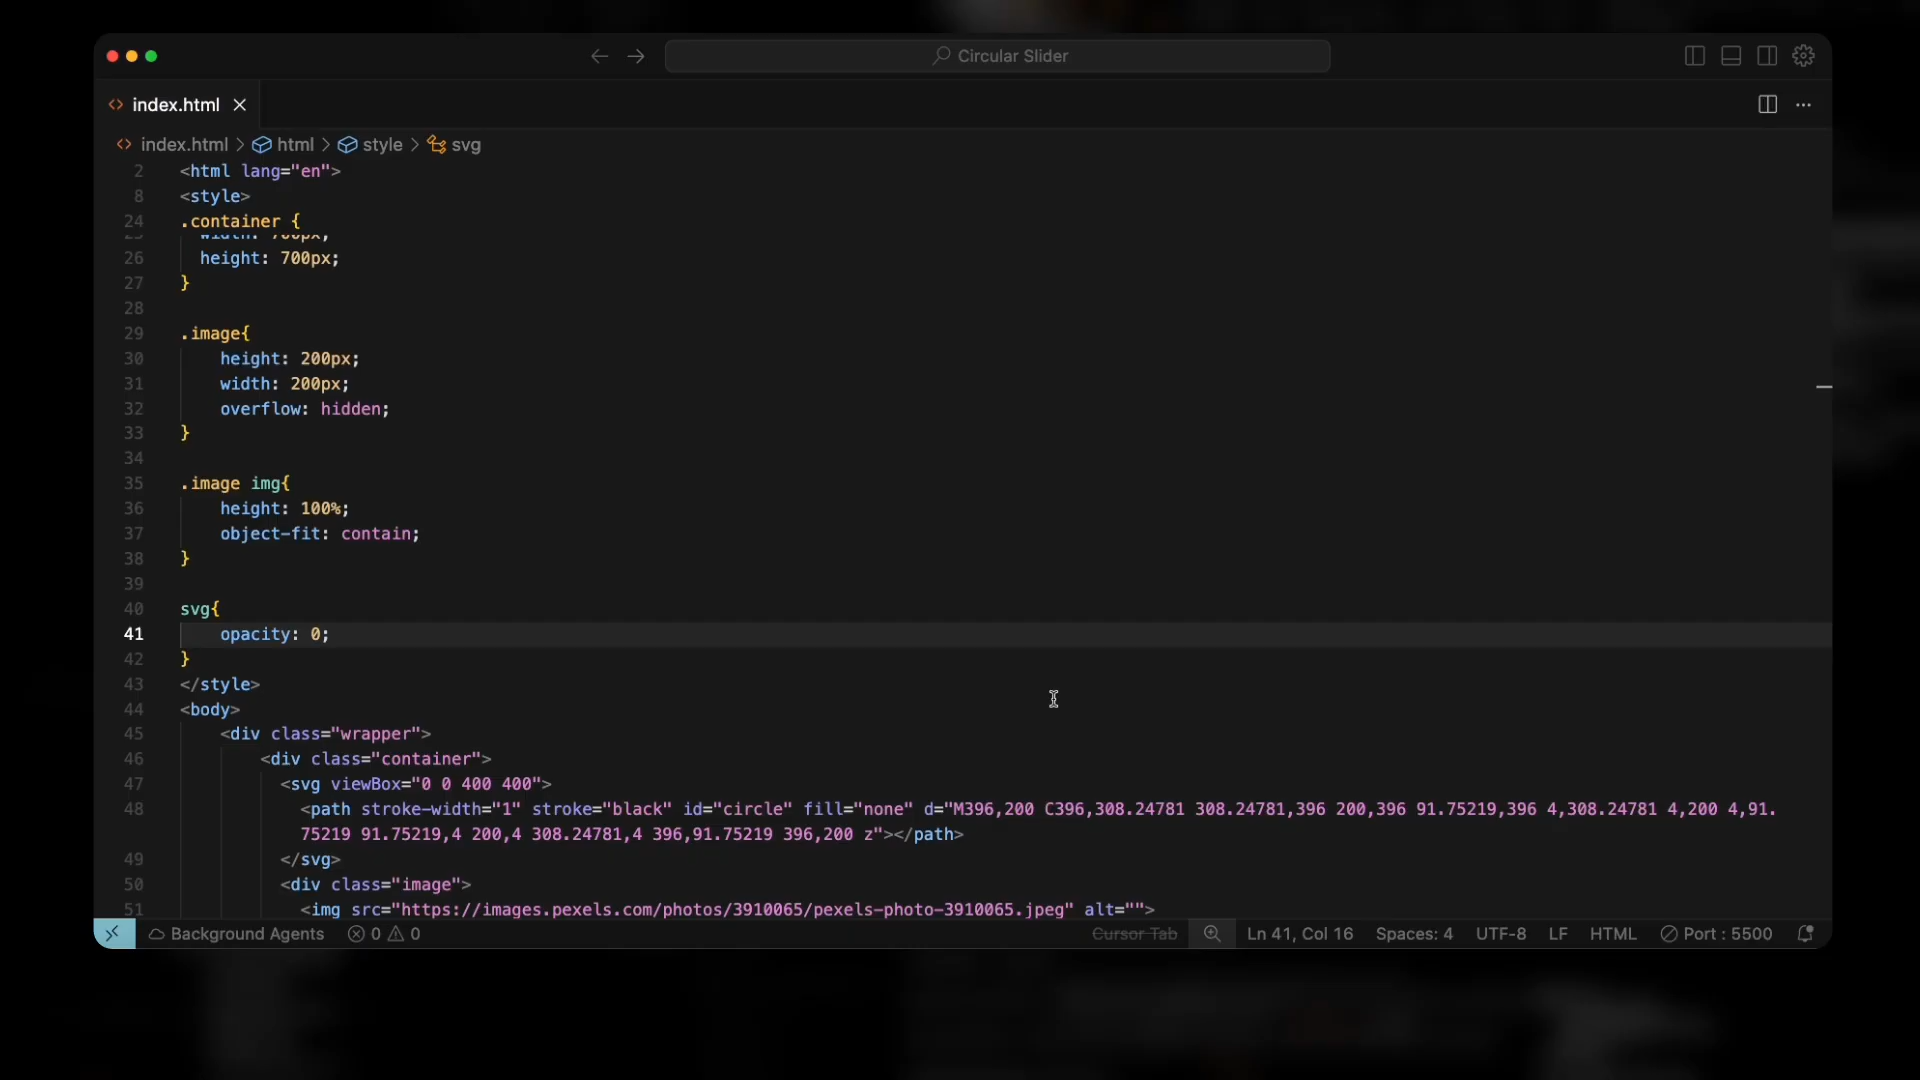 Circular Slider
index.html
index.html > html > style > svg
2 <html lang="en">
8 <style>
24 .container {
26 height: 700px;
27 }
28
29 .image{
30 height: 200px;
31 width: 200px;
32 overflow: hidden;
33 }
34
35 .image img{
36 height: 100%;
37 object-fit: contain;
38 }
39
40 svg{
41 opacity: 0;
42 }
43 </style>
44 <body>
45 <div class="wrapper">
46 <div class="container">
47 <svg viewBox="0 0 400 400">
48 <path stroke-width="1" stroke="black" id="circle" fill="none" d="M396,200 C396,308.24781 308.24781,396 200,396 91.75219,396 4,308.24781 4,200 4,91.
75219 91.75219,4 200,4 308.24781,4 396,91.75219 396,200 z"></path>
49 </svg>
50 <div class="image">
51 <img src="https://images.pexels.com/photos/3910065/pexels-photo-3910065.jpeg" alt="">
Background Agents 0 0 Cursor Tab Ln 41, Col 16 Spaces: 4 UTF-8 LF HTML Port : 5500